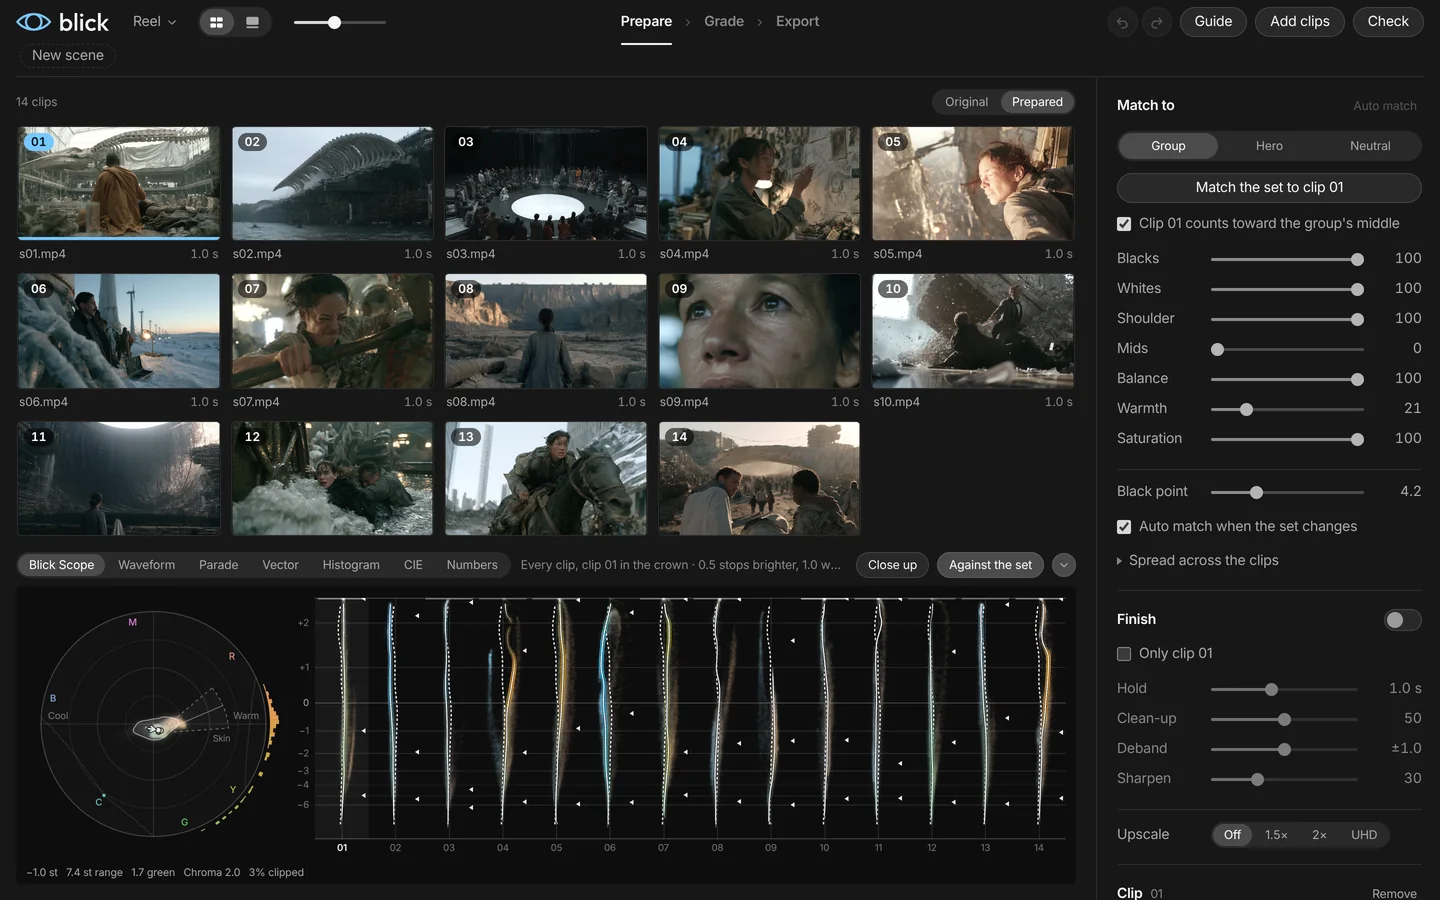 blick
Reel
Prepare
Grade
Export
Guide
Add clips
Check
New scene
14 clips
Original
Prepared
01
02
03
04
05
s01.mp4 1.0 s
s02.mp4 1.0 s
s03.mp4 1.0 s
s04.mp4 1.0 s
s05.mp4 1.0 s
06
07
08
09
10
s06.mp4 1.0 s
s07.mp4 1.0 s
s08.mp4 1.0 s
s09.mp4 1.0 s
s10.mp4 1.0 s
11
12
13
14
Blick Scope
Waveform
Parade
Vector
Histogram
CIE
Numbers
Every clip, clip 01 in the crown · 0.5 stops brighter, 1.0 w...
Close up
Against the set
M
R
B
Cool
Warm
Skin
Y
C
G
+2
+1
0
−1
−2
−3
−4
−6
01 02 03 04 05 06 07 08 09 10 11 12 13 14
−1.0 st 7.4 st range 1.7 green Chroma 2.0 3% clipped
Match to
Auto match
Group
Hero
Neutral
Match the set to clip 01
Clip 01 counts toward the group's middle
Blacks 100
Whites 100
Shoulder 100
Mids 0
Balance 100
Warmth 21
Saturation 100
Black point 4.2
Auto match when the set changes
Spread across the clips
Finish
Only clip 01
Hold 1.0 s
Clean-up 50
Deband ±1.0
Sharpen 30
Upscale Off 1.5× 2× UHD
Clip 01 Remove